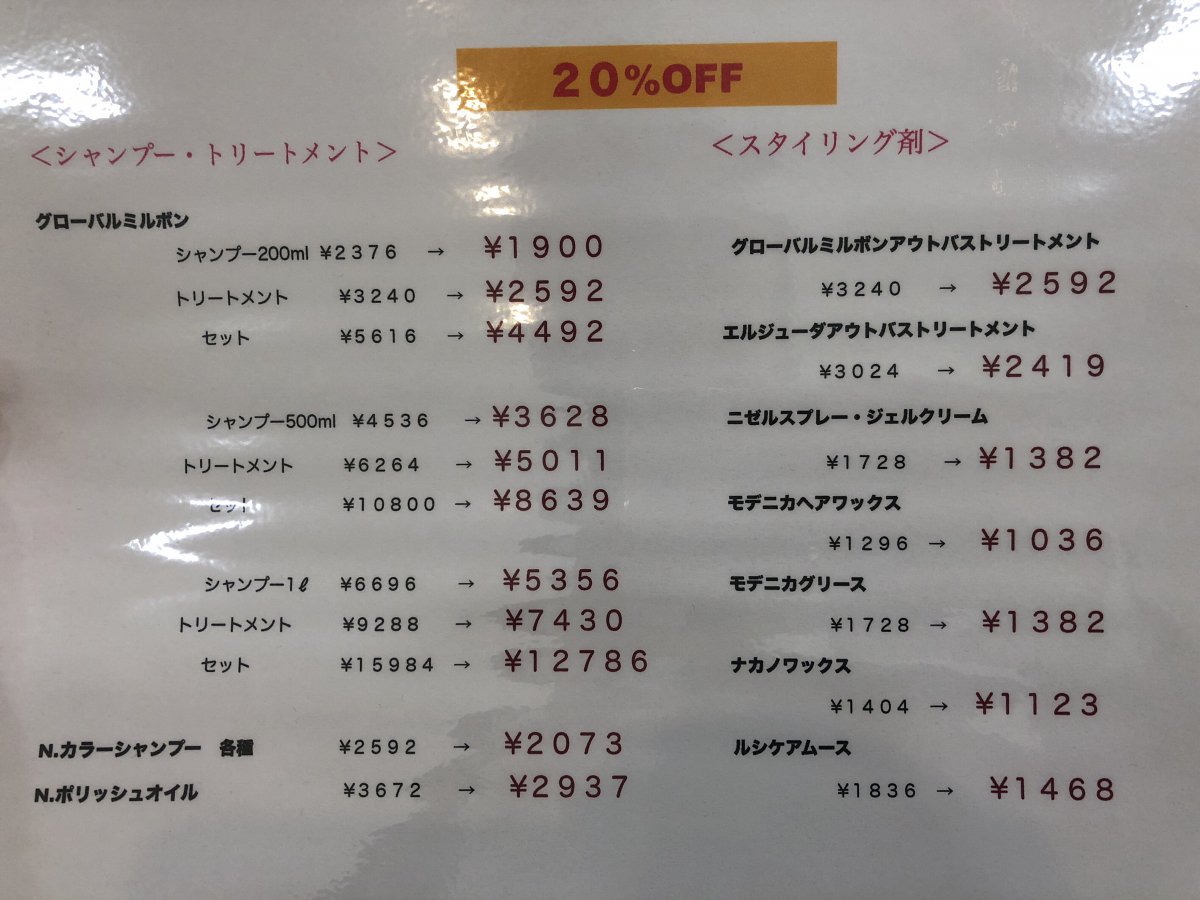 20%OFF
＜シャンプー・トリートメント＞
グローバルミルボン
シャンプー200ml ¥2376 → ¥1900
トリートメント ¥3240 → ¥2592
セット ¥5616 → ¥4492
シャンプー500ml ¥4536 → ¥3628
トリートメント ¥6264 → ¥5011
セット ¥10800 → ¥8639
シャンプー1ℓ ¥6696 → ¥5356
トリートメント ¥9288 → ¥7430
セット ¥15984 → ¥12786
N.カラーシャンプー 各種 ¥2592 → ¥2073
N.ポリッシュオイル ¥3672 → ¥2937
＜スタイリング剤＞
グローバルミルボンアウトバストリートメント
¥3240 → ¥2592
エルジューダアウトバストリートメント
¥3024 → ¥2419
ニゼルスプレー・ジェルクリーム
¥1728 → ¥1382
モデニカヘアワックス
¥1296 → ¥1036
モデニカグリース
¥1728 → ¥1382
ナカノワックス
¥1404 → ¥1123
ルシケアムース
¥1836 → ¥1468